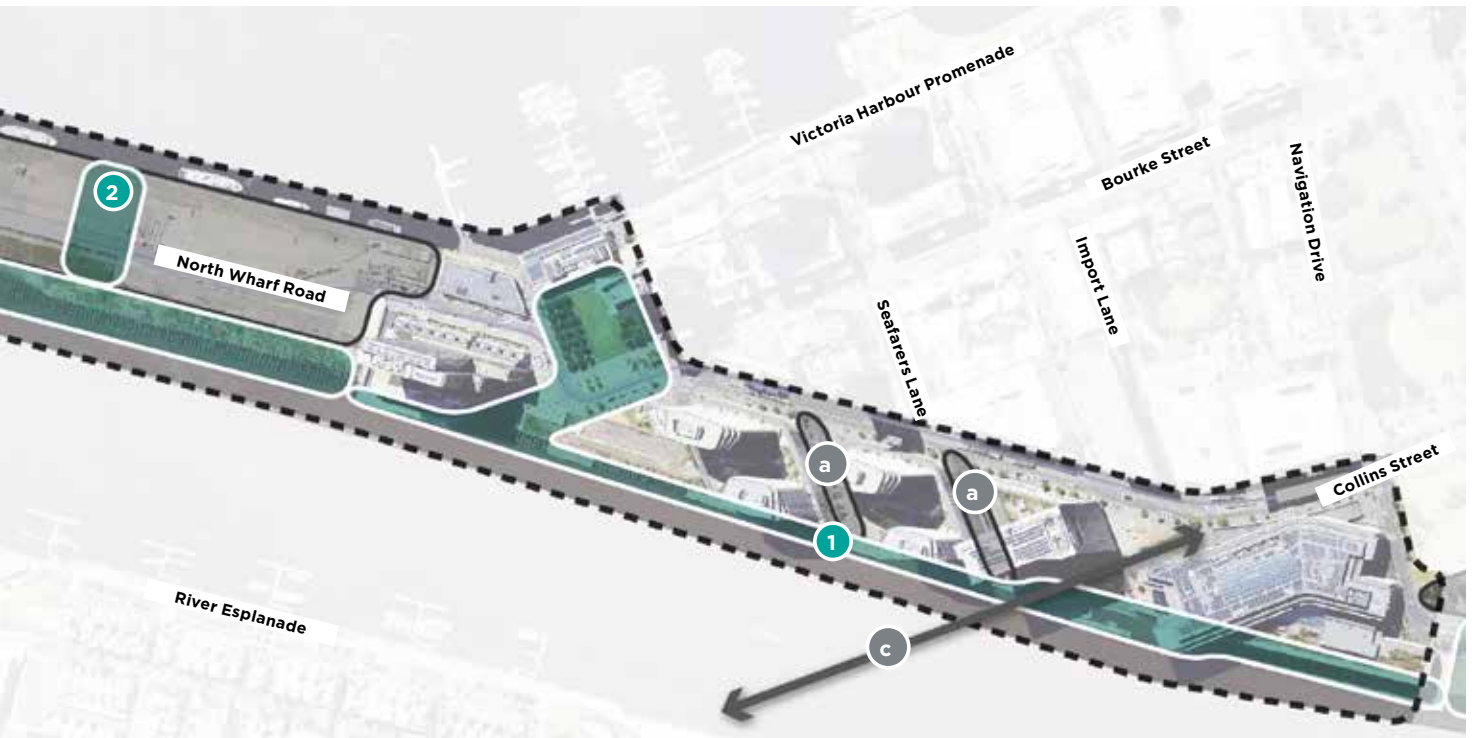 Victoria Harbour Promenade
Bourke Street
Navigation Drive
2
North Wharf Road
Import Lane
Seafarers Lane
a
a
Collins Street
1
River Esplanade
c